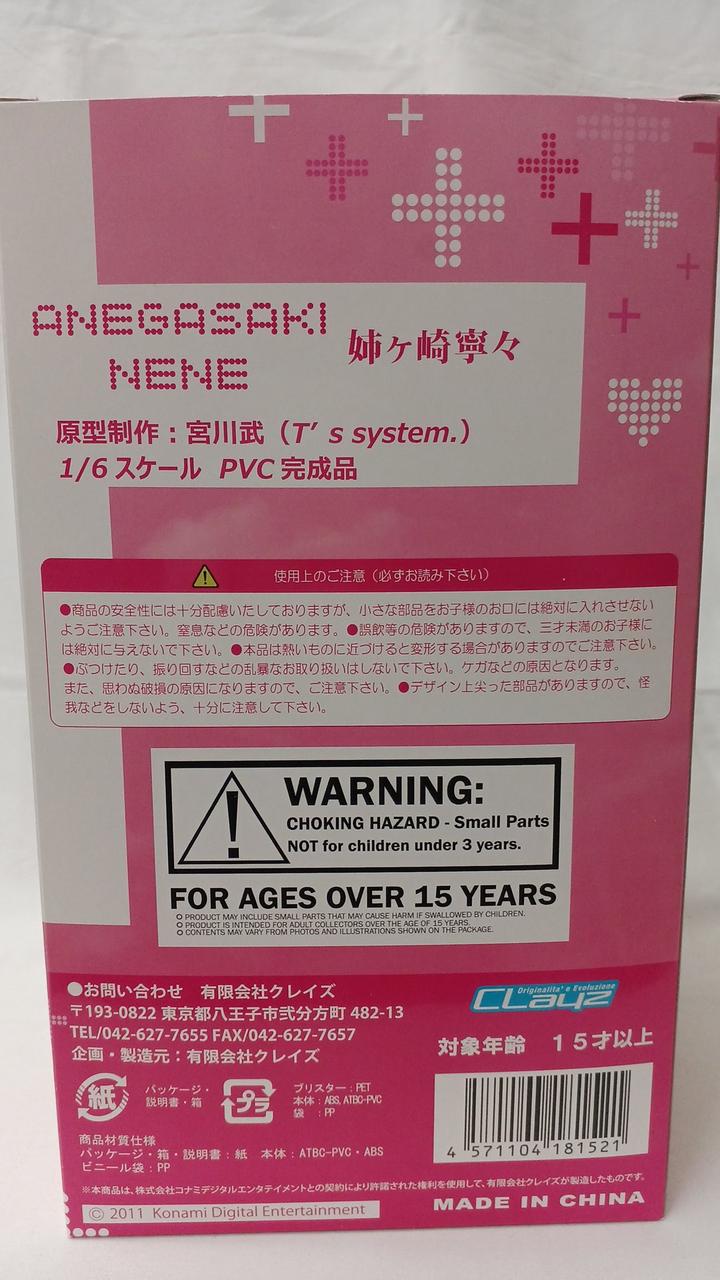 ANEGASAKI
NENE
姉ヶ崎寧々
原型制作：宮川武（T’s system.）
1/6 スケール PVC 完成品
使用上のご注意（必ずお読み下さい）
●商品の安全性には十分配慮いたしておりますが、小さな部品をお子様のお口には絶対に入れさせない
ようご注意下さい。窒息などの危険があります。●誤飲等の危険がありますので、三才未満のお子様に
は絶対に与えないで下さい。●本品は熱いものに近づけると変形する場合がありますのでご注意下さい。
●ぶつけたり、振り回すなどの乱暴なお取り扱いはしないで下さい。ケガなどの原因となります。
また、思わぬ破損の原因になりますので、ご注意下さい。●デザイン上尖った部品がありますので、怪
我などをしないよう、十分に注意して下さい。
WARNING:
CHOKING HAZARD - Small Parts
NOT for children under 3 years.
FOR AGES OVER 15 YEARS
PRODUCT MAY INCLUDE SMALL PARTS THAT MAY CAUSE HARM IF SWALLOWED BY CHILDREN.
PRODUCT IS INTENDED FOR ADULT COLLECTORS OVER THE AGE OF 15 YEARS.
CONTENTS MAY VARY FROM PHOTOS AND ILLUSTRATIONS SHOWN ON THE PACKAGE.
●お問い合わせ 有限会社クレイズ
〒193-0822 東京都八王子市弐分方町 482-13
TEL/042-627-7655 FAX/042-627-7657
企画・製造元：有限会社クレイズ
Originalita' e Evoluzione
CLayz
対象年齢 15才以上
紙
パッケージ・
説明書・箱
プラ
ブリスター：PET
本体：ABS, ATBC-PVC
袋 ：PP
4 571104 181521
商品材質仕様
パッケージ・箱・説明書：紙 本体：ATBC-PVC・ABS
ビニール袋：PP
※本商品は、株式会社コナミデジタルエンタテイメントとの契約により許諾された権利を使用して、有限会社クレイズが製造したものです。
© 2011 Konami Digital Entertainment
MADE IN CHINA